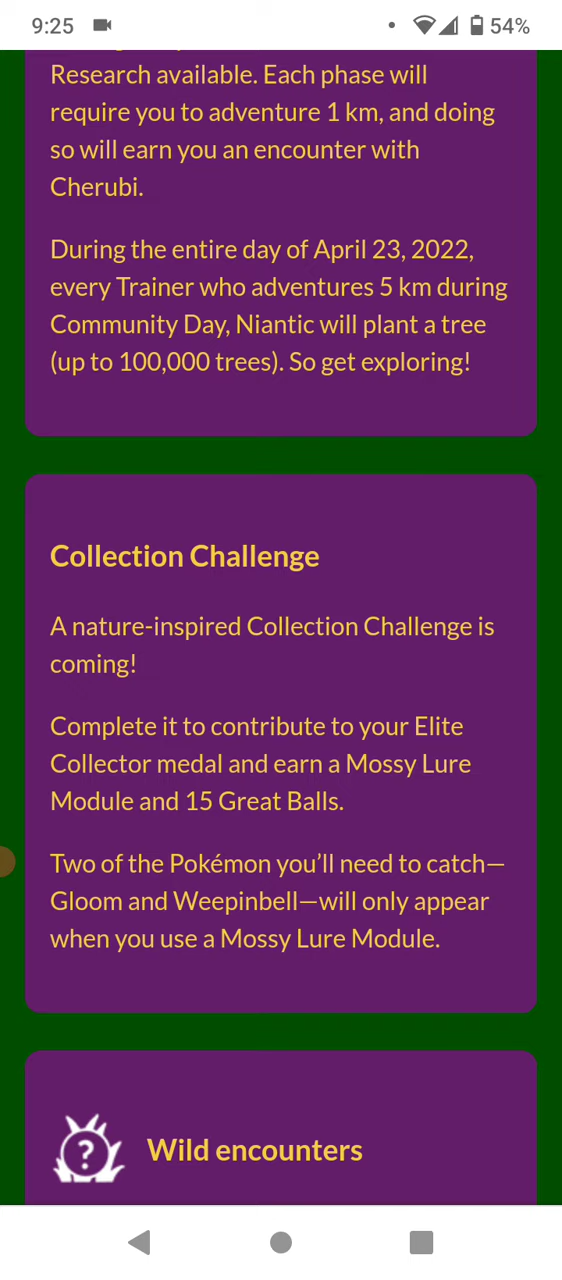 9:25
54%
Research available. Each phase will
require you to adventure 1 km, and doing
so will earn you an encounter with
Cherubi.
During the entire day of April 23, 2022,
every Trainer who adventures 5 km during
Community Day, Niantic will plant a tree
(up to 100,000 trees). So get exploring!
Collection Challenge
A nature-inspired Collection Challenge is
coming!
Complete it to contribute to your Elite
Collector medal and earn a Mossy Lure
Module and 15 Great Balls.
Two of the Pokémon you’ll need to catch—
Gloom and Weepinbell—will only appear
when you use a Mossy Lure Module.
?
Wild encounters